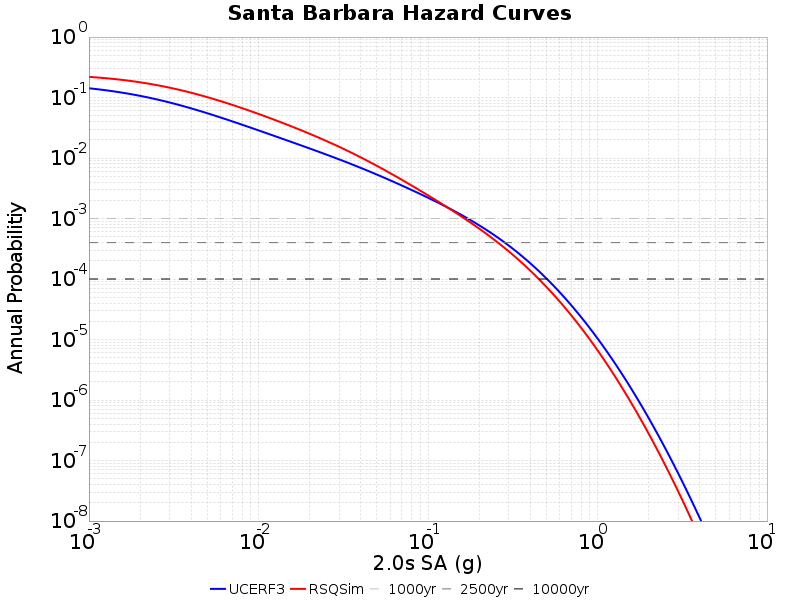 Santa Barbara Hazard Curves
10^0
10^-1
10^-2
10^-3
10^-4
10^-5
10^-6
10^-7
10^-8
Annual Probabilitiy
10^-3 10^-2 10^-1 10^0 10^1
2.0s SA (g)
UCERF3 RSQSim 1000yr 2500yr 10000yr